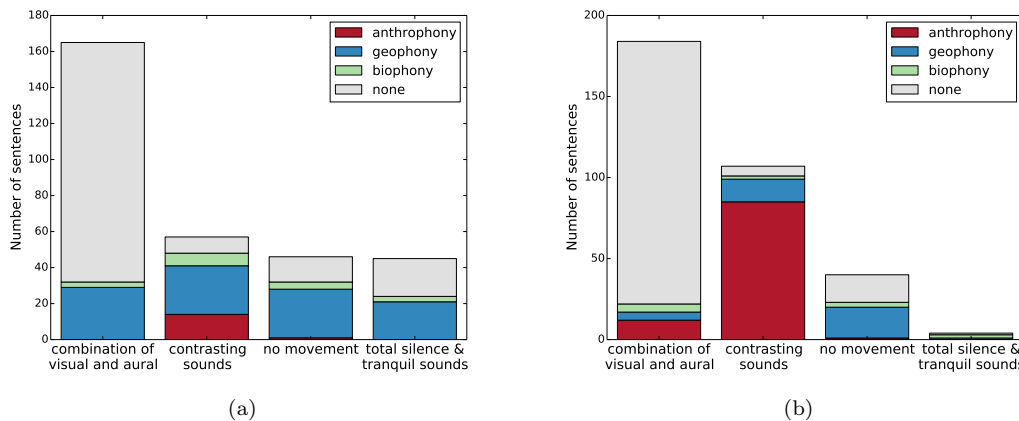 180
160
140
120
100
80
60
40
20
0
Number of sentences
anthrophony
geophony
biophony
none
combination of
visual and aural
contrasting
sounds
no movement
total silence &
tranquil sounds
(a)
200
150
100
50
0
Number of sentences
anthrophony
geophony
biophony
none
combination of
visual and aural
contrasting
sounds
no movement
total silence &
tranquil sounds
(b)